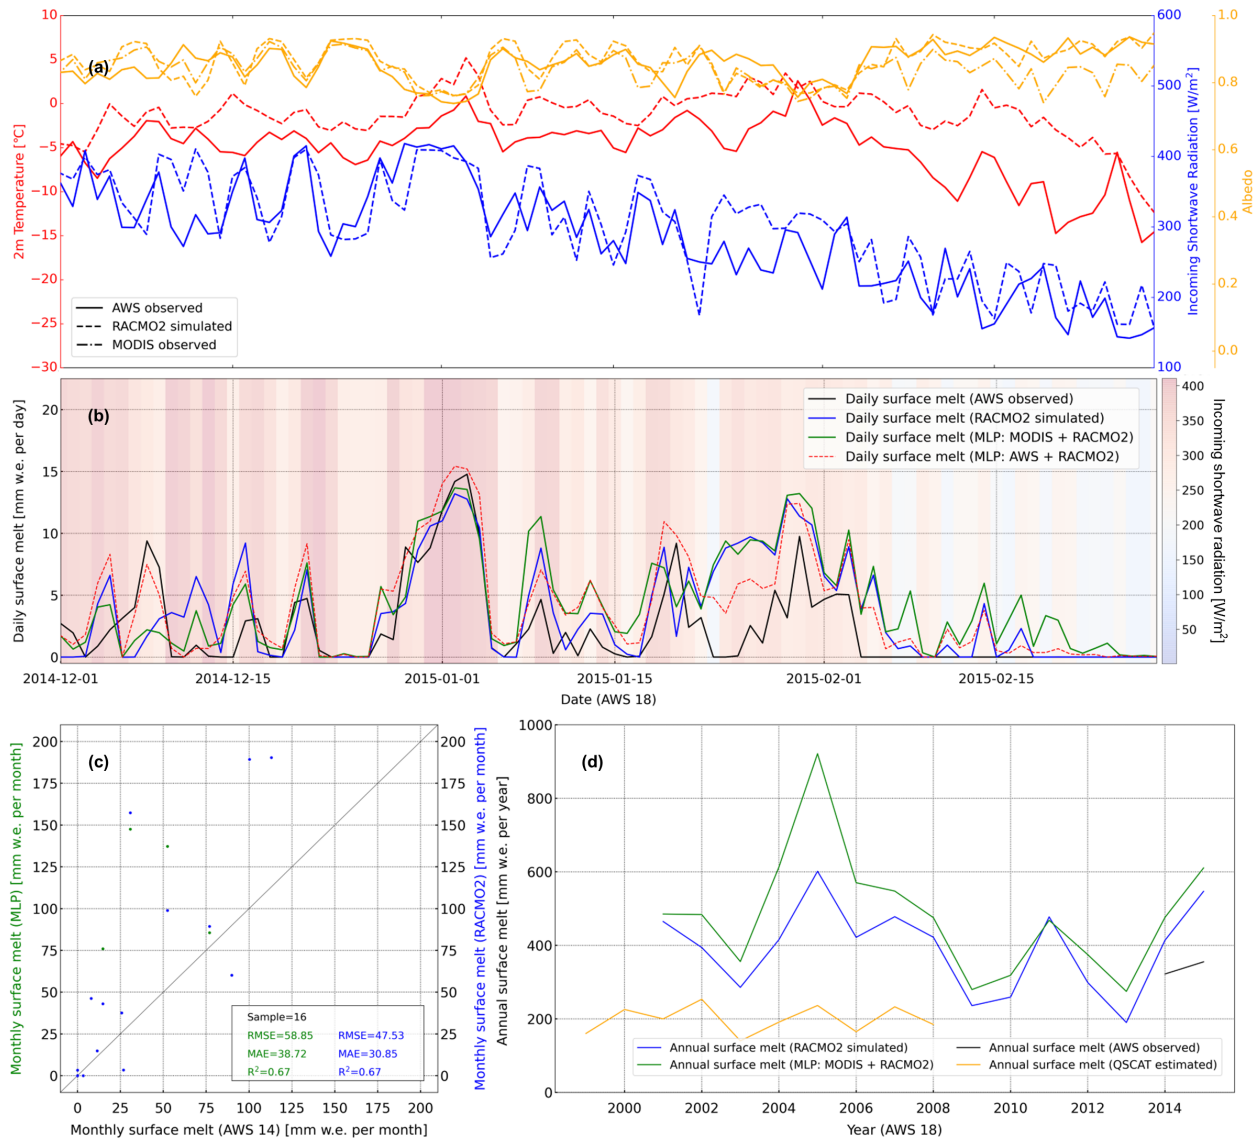 (a)
10
5
0
−5
−10
−15
−20
−25
−30
2m Temperature [°C]
600
500
400
300
200
100
Incoming Shortwave Radiation [W/m²]
1.0
0.8
0.6
0.4
0.2
0.0
Albedo
AWS observed
RACMO2 simulated
MODIS observed
(b)
20
15
10
5
0
Daily surface melt [mm w.e. per day]
Daily surface melt (AWS observed)
Daily surface melt (RACMO2 simulated)
Daily surface melt (MLP: MODIS + RACMO2)
Daily surface melt (MLP: AWS + RACMO2)
400
350
300
250
200
150
100
50
Incoming shortwave radiation [W/m²]
2014-12-01
2014-12-15
2015-01-01
2015-01-15
2015-02-01
2015-02-15
Date (AWS 18)
(c)
200
175
150
125
100
75
50
25
0
Monthly surface melt (MLP) [mm w.e. per month]
200
175
150
125
100
75
50
25
0
Monthly surface melt (RACMO2) [mm w.e. per month]
Sample=16
RMSE=58.85 RMSE=47.53
MAE=38.72 MAE=30.85
R²=0.67 R²=0.67
0 25 50 75 100 125 150 175 200
Monthly surface melt (AWS 14) [mm w.e. per month]
(d)
1000
800
600
400
200
0
Annual surface melt [mm w.e. per year]
Annual surface melt (RACMO2 simulated)
Annual surface melt (MLP: MODIS + RACMO2)
Annual surface melt (AWS observed)
Annual surface melt (QSCAT estimated)
2000 2002 2004 2006 2008 2010 2012 2014
Year (AWS 18)